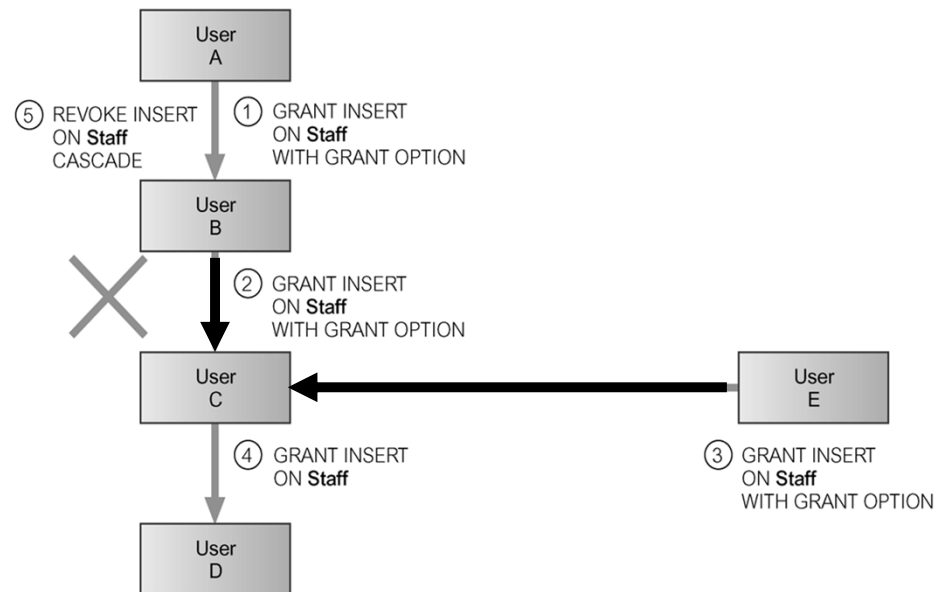 User
A
5 REVOKE INSERT
ON Staff
CASCADE
1 GRANT INSERT
ON Staff
WITH GRANT OPTION
User
B
2 GRANT INSERT
ON Staff
WITH GRANT OPTION
User
C
User
E
4 GRANT INSERT
ON Staff
3 GRANT INSERT
ON Staff
WITH GRANT OPTION
User
D